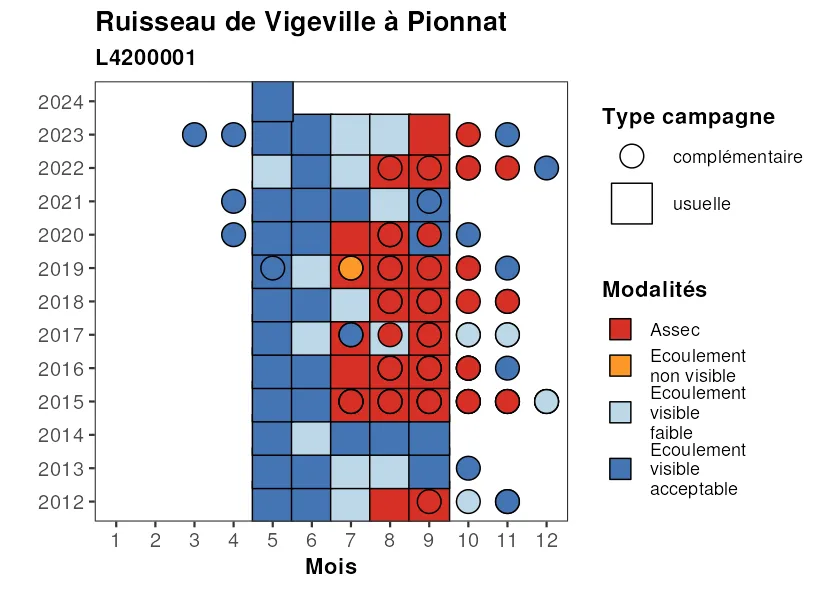 Ruisseau de Vigeville à Pionnat
L4200001
2024
2023
2022
2021
2020
2019
2018
2017
2016
2015
2014
2013
2012
1 2 3 4 5 6 7 8 9 10 11 12
Mois
Type campagne
complémentaire
usuelle
Modalités
Assec
Ecoulement
non visible
Ecoulement
visible
faible
Ecoulement
visible
acceptable